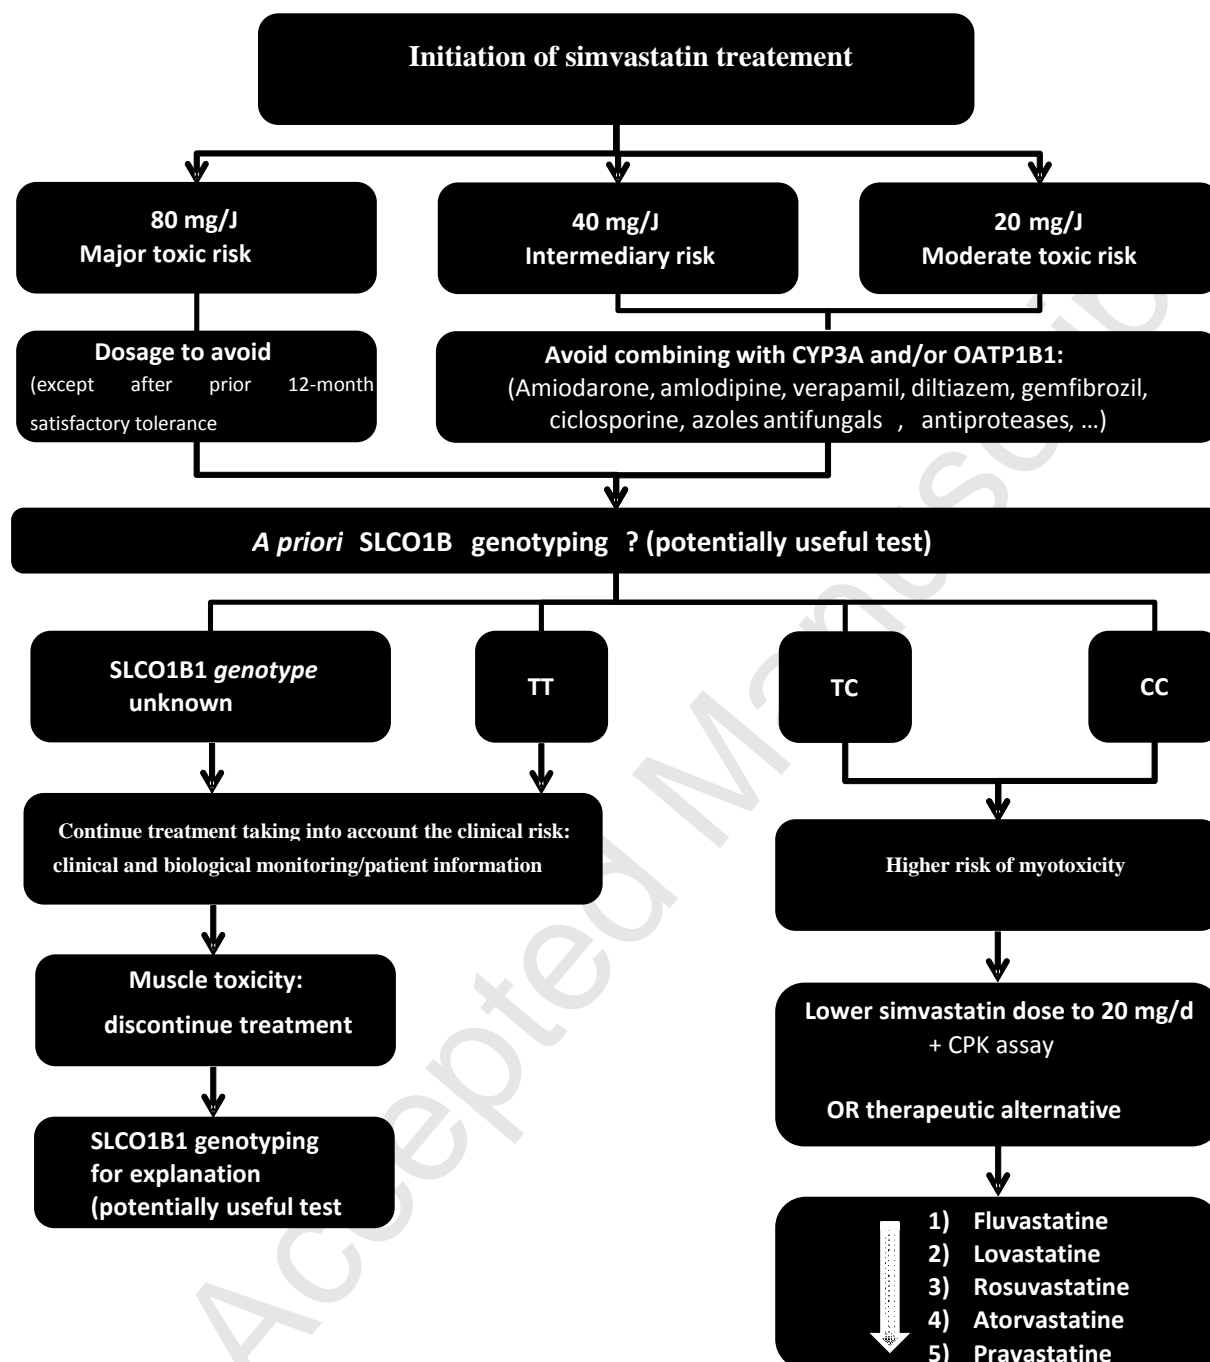 Initiation of simvastatin treatement
80 mg/J
Major toxic risk
40 mg/J
Intermediary risk
20 mg/J
Moderate toxic risk
Dosage to avoid
(except after prior 12-month
satisfactory tolerance
Avoid combining with CYP3A and/or OATP1B1:
(Amiodarone, amlodipine, verapamil, diltiazem, gemfibrozil,
ciclosporine, azoles antifungals , antiproteases, ...)
A priori SLCO1B genotyping ? (potentially useful test)
SLCO1B1 genotype
unknown
TT
TC
CC
Continue treatment taking into account the clinical risk:
clinical and biological monitoring/patient information
Higher risk of myotoxicity
Muscle toxicity:
discontinue treatment
Lower simvastatin dose to 20 mg/d
+ CPK assay
OR therapeutic alternative
SLCO1B1 genotyping
for explanation
(potentially useful test
1) Fluvastatine
2) Lovastatine
3) Rosuvastatine
4) Atorvastatine
5) Pravastatine
Accepted Manuscrip